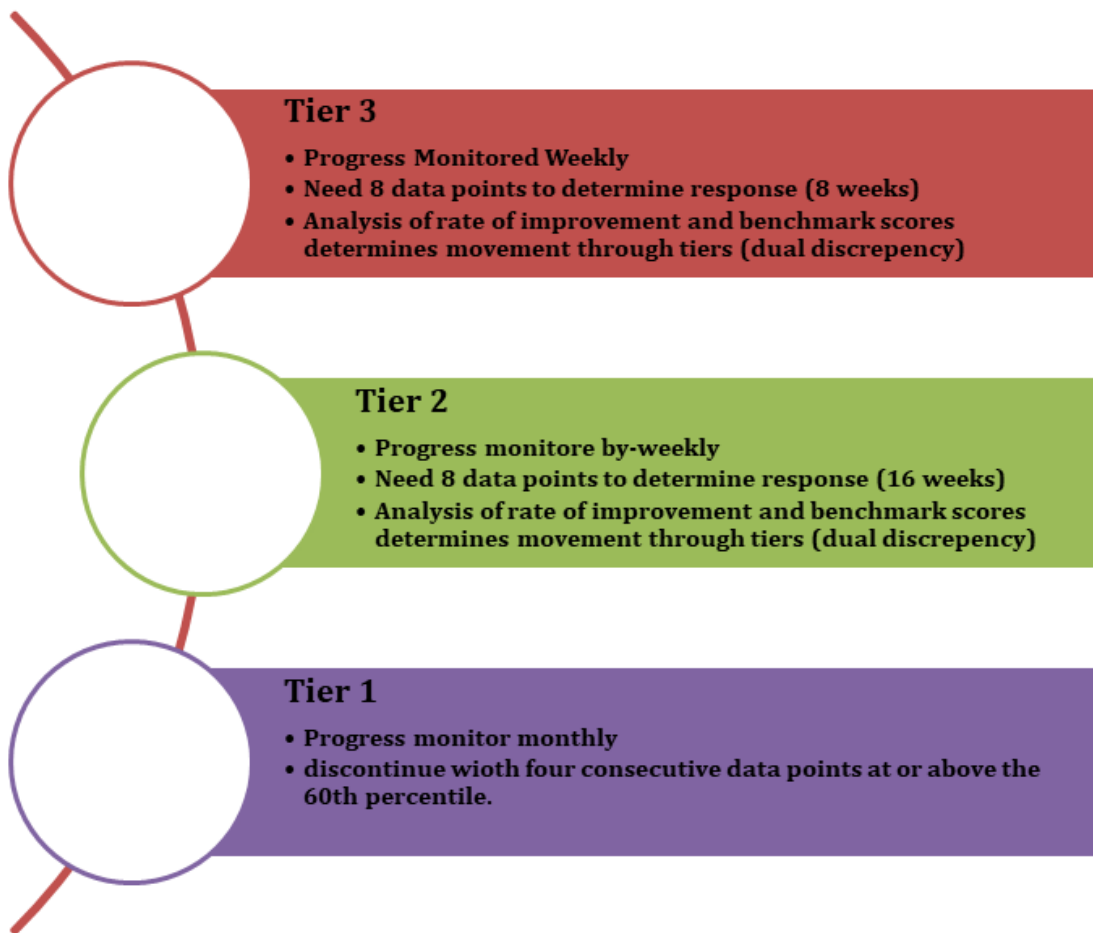 Tier 3
• Progress Monitored Weekly
• Need 8 data points to determine response (8 weeks)
• Analysis of rate of improvement and benchmark scores
determines movement through tiers (dual discrepency)
Tier 2
• Progress monitore by-weekly
• Need 8 data points to determine response (16 weeks)
• Analysis of rate of improvement and benchmark scores
determines movement through tiers (dual discrepency)
Tier 1
• Progress monitor monthly
• discontinue wioth four consecutive data points at or above the
60th percentile.